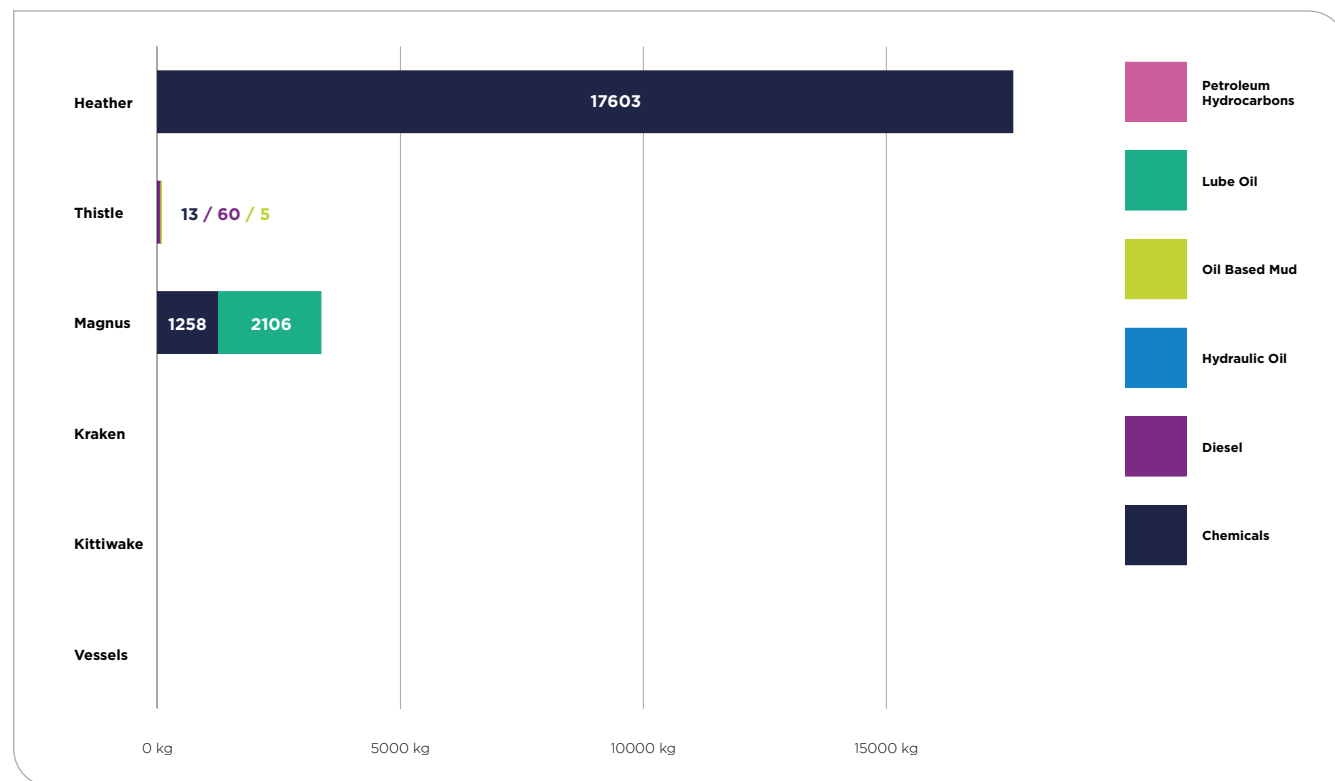 Heather
17603
Thistle
13 / 60 / 5
Magnus
1258
2106
Kraken
Kittiwake
Vessels
0 kg
5000 kg
10000 kg
15000 kg
Petroleum
Hydrocarbons
Lube Oil
Oil Based Mud
Hydraulic Oil
Diesel
Chemicals